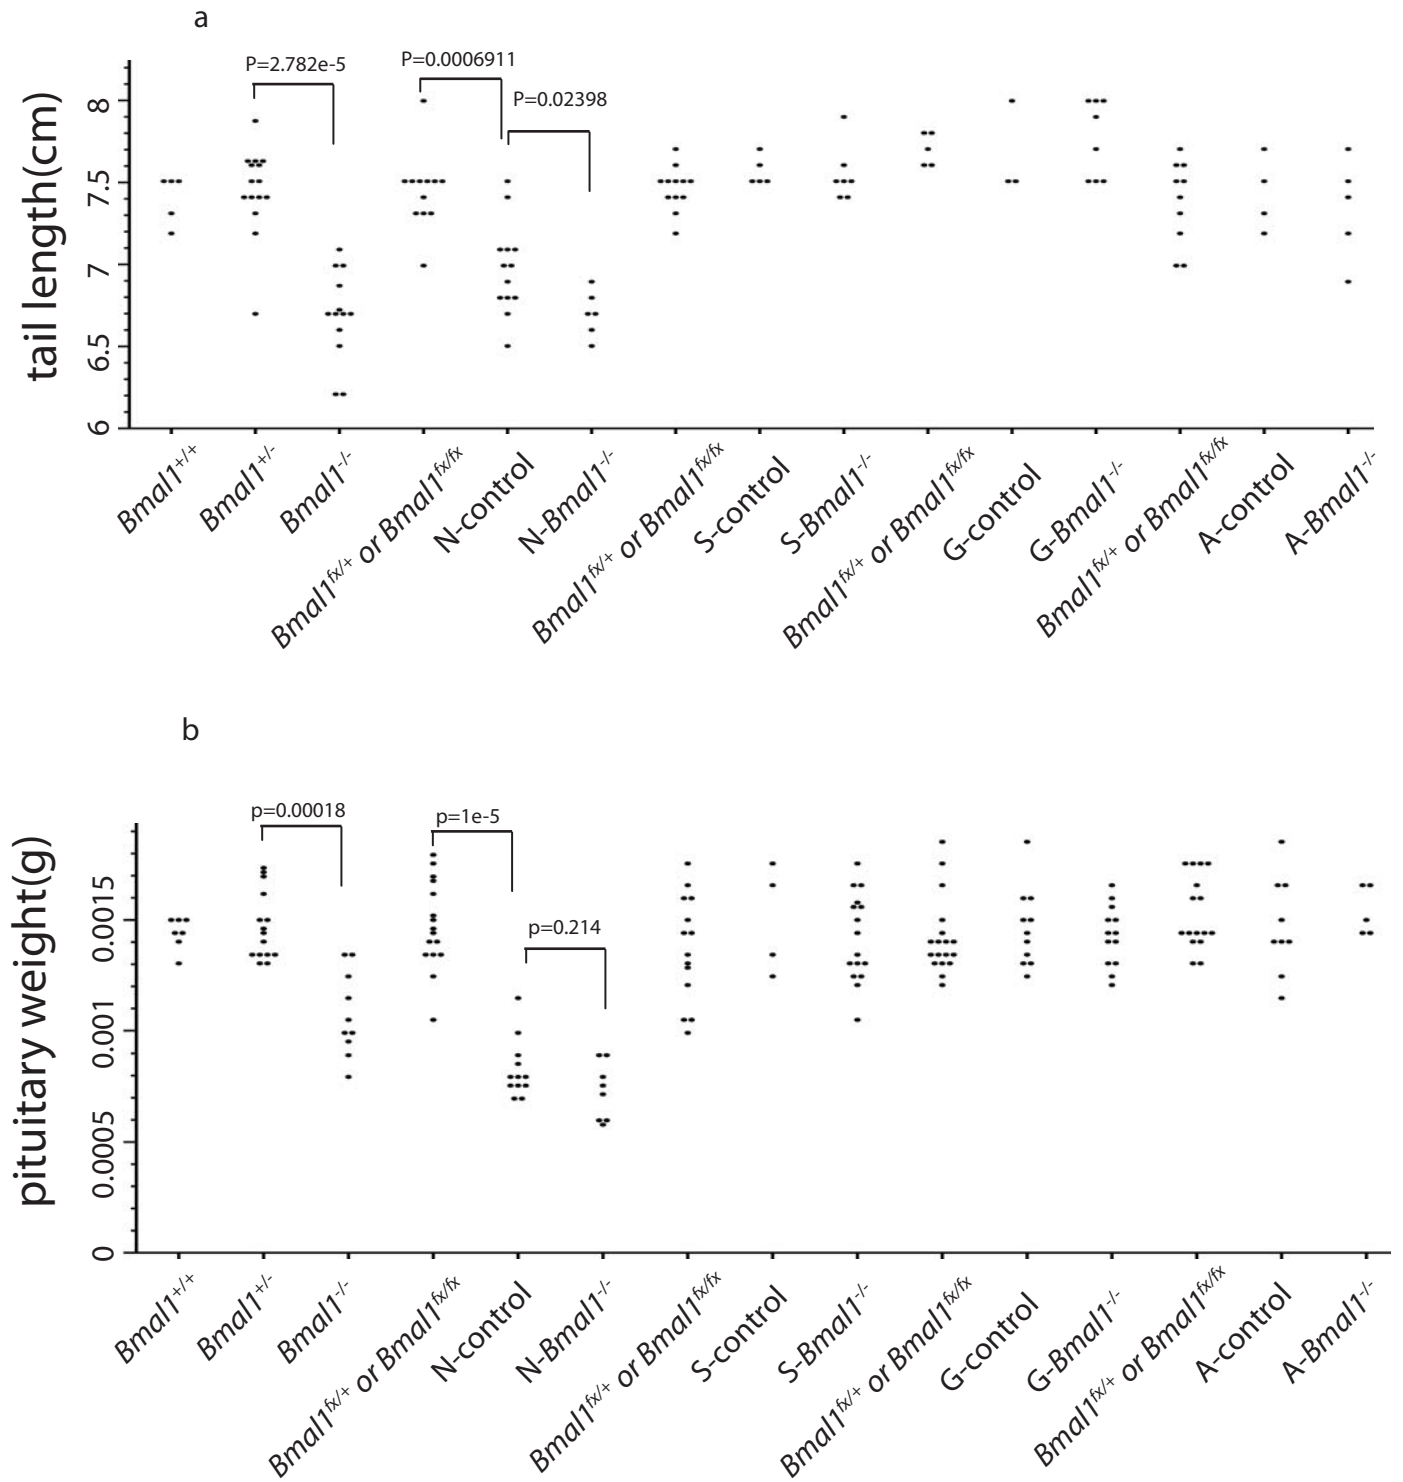 a
P=2.782e-5
P=0.0006911
P=0.02398
tail length(cm)
8
7.5
7
6.5
6
Bmal1+/+
Bmal1+/-
Bmal1-/-
Bmal1fx/+ or Bmal1fx/fx
N-control
N-Bmal1-/-
Bmal1fx/+ or Bmal1fx/fx
S-control
S-Bmal1-/-
Bmal1fx/+ or Bmal1fx/fx
G-control
G-Bmal1-/-
Bmal1fx/+ or Bmal1fx/fx
A-control
A-Bmal1-/-
b
p=0.00018
p=1e-5
p=0.214
pituitary weight(g)
0.0015
0.001
0.0005
0
Bmal1+/+
Bmal1+/-
Bmal1-/-
Bmal1fx/+ or Bmal1fx/fx
N-control
N-Bmal1-/-
Bmal1fx/+ or Bmal1fx/fx
S-control
S-Bmal1-/-
Bmal1fx/+ or Bmal1fx/fx
G-control
G-Bmal1-/-
Bmal1fx/+ or Bmal1fx/fx
A-control
A-Bmal1-/-